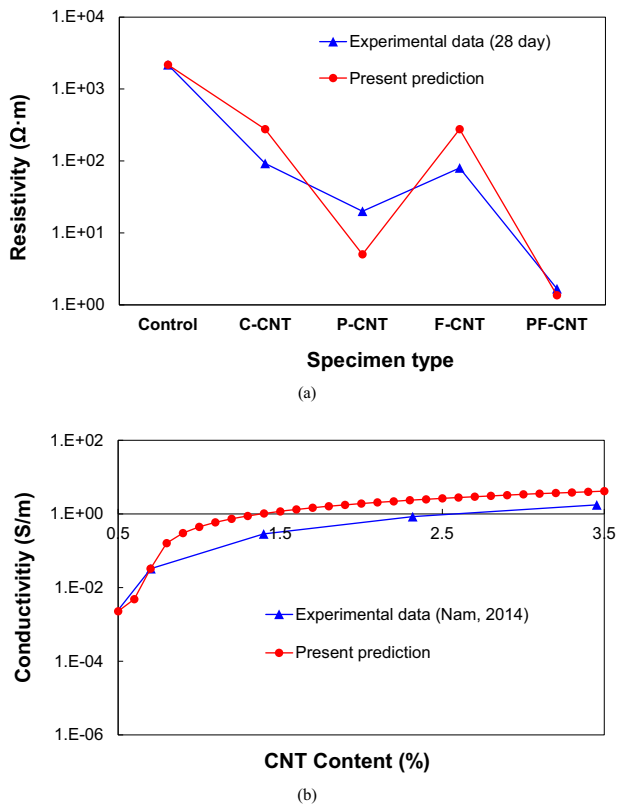 1.E+04
1.E+03
1.E+02
1.E+01
1.E+00
Resistivity (Ω·m)
Experimental data (28 day)
Present prediction
Control C-CNT P-CNT F-CNT PF-CNT
Specimen type
(a)
1.E+02
1.E+00
1.E-02
1.E-04
1.E-06
Conductivitiy (S/m)
0.5 1.5 2.5 3.5
Experimental data (Nam, 2014)
Present prediction
CNT Content (%)
(b)